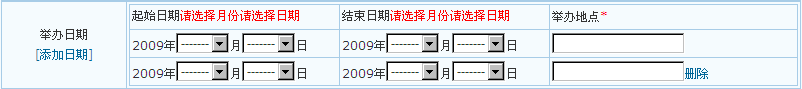 举办日期
[添加日期]
起始日期请选择月份请选择日期 结束日期请选择月份请选择日期 举办地点*
2009年 ------- 月 ------- 日 2009年 ------- 月 ------- 日
2009年 ------- 月 ------- 日 2009年 ------- 月 ------- 日 删除